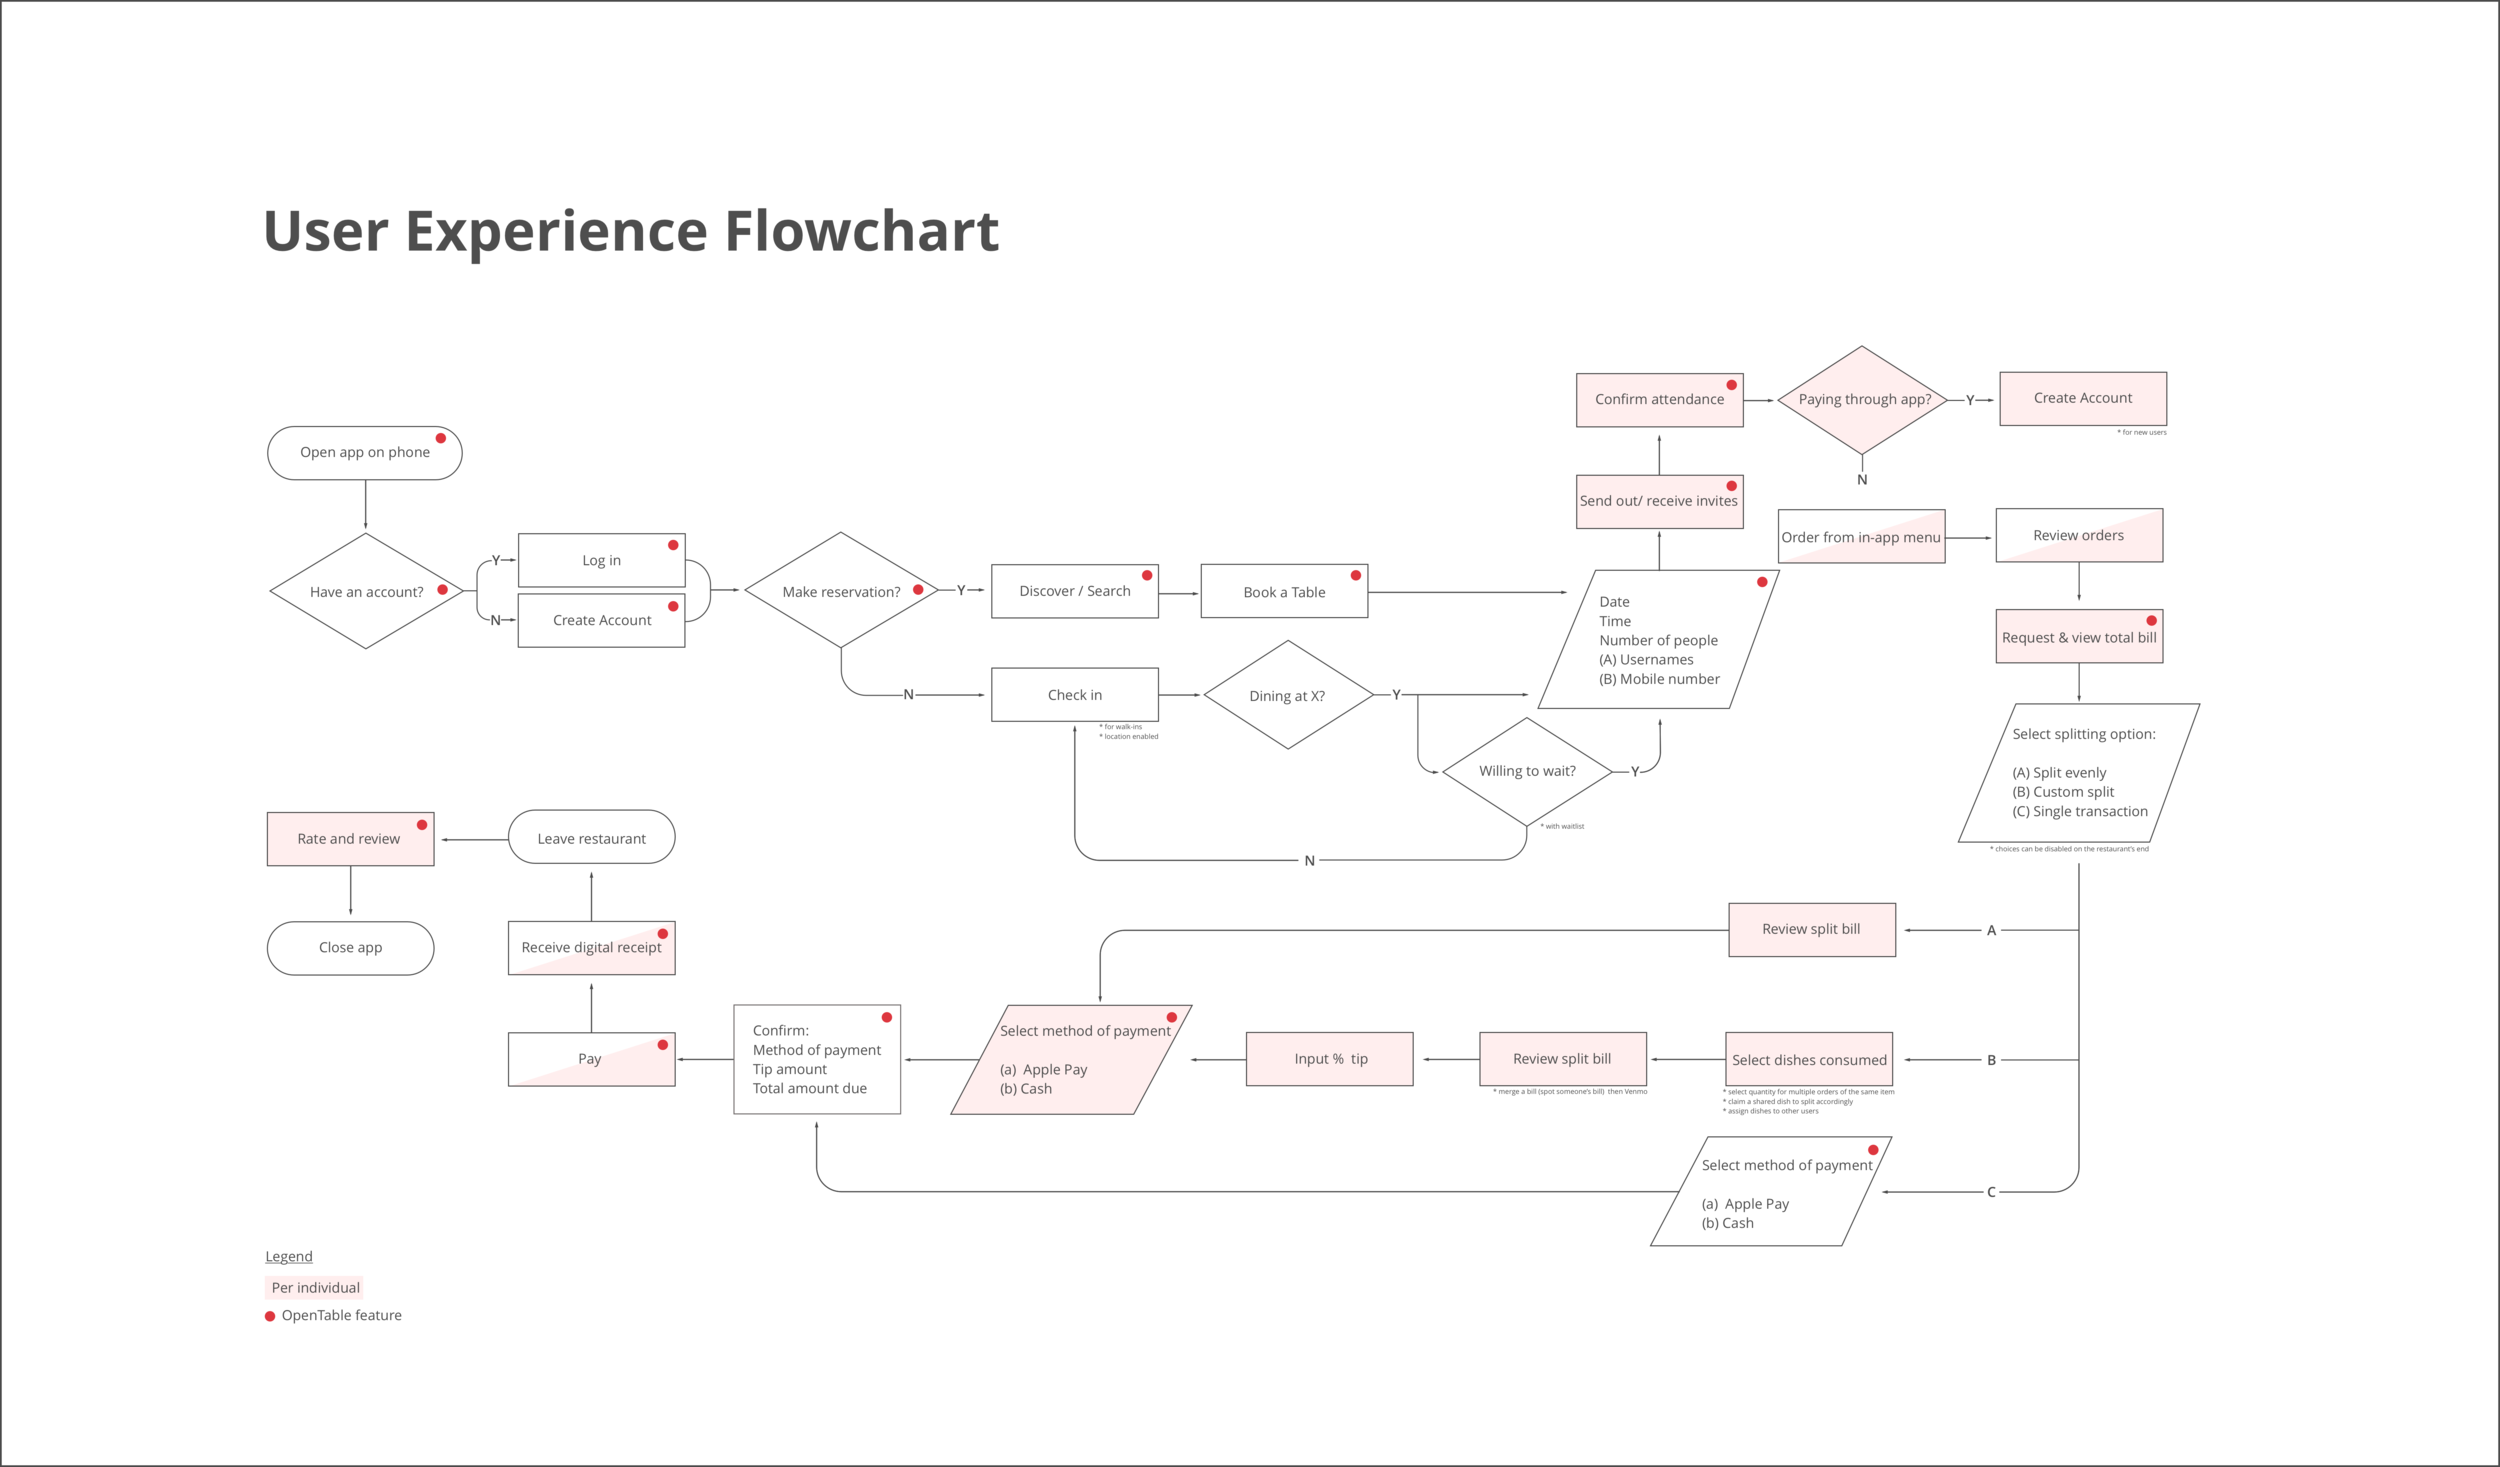 User Experience Flowchart
Open app on phone
Have an account?
Y
Log in
N
Create Account
Make reservation?
Y
Discover / Search
Book a Table
N
Check in
* for walk-ins
* location enabled
Dining at X?
Y
Willing to wait?
* with waitlist
Y
N
Date
Time
Number of people
(A) Usernames
(B) Mobile number
Send out/ receive invites
Confirm attendance
Paying through app?
Y
Create Account
* for new users
N
Order from in-app menu
Review orders
Request & view total bill
Select splitting option:
(A) Split evenly
(B) Custom split
(C) Single transaction
* choices can be disabled on the restaurant's end
A
Review split bill
B
Select dishes consumed
* select quantity for multiple orders of the same item
* claim a shared dish to split accordingly
* assign dishes to other users
Review split bill
* merge a bill (spot someone's bill) then Venmo
Input % tip
Select method of payment
(a) Apple Pay
(b) Cash
C
Select method of payment
(a) Apple Pay
(b) Cash
Confirm:
Method of payment
Tip amount
Total amount due
Pay
Receive digital receipt
Leave restaurant
Rate and review
Close app
Legend
Per individual
OpenTable feature